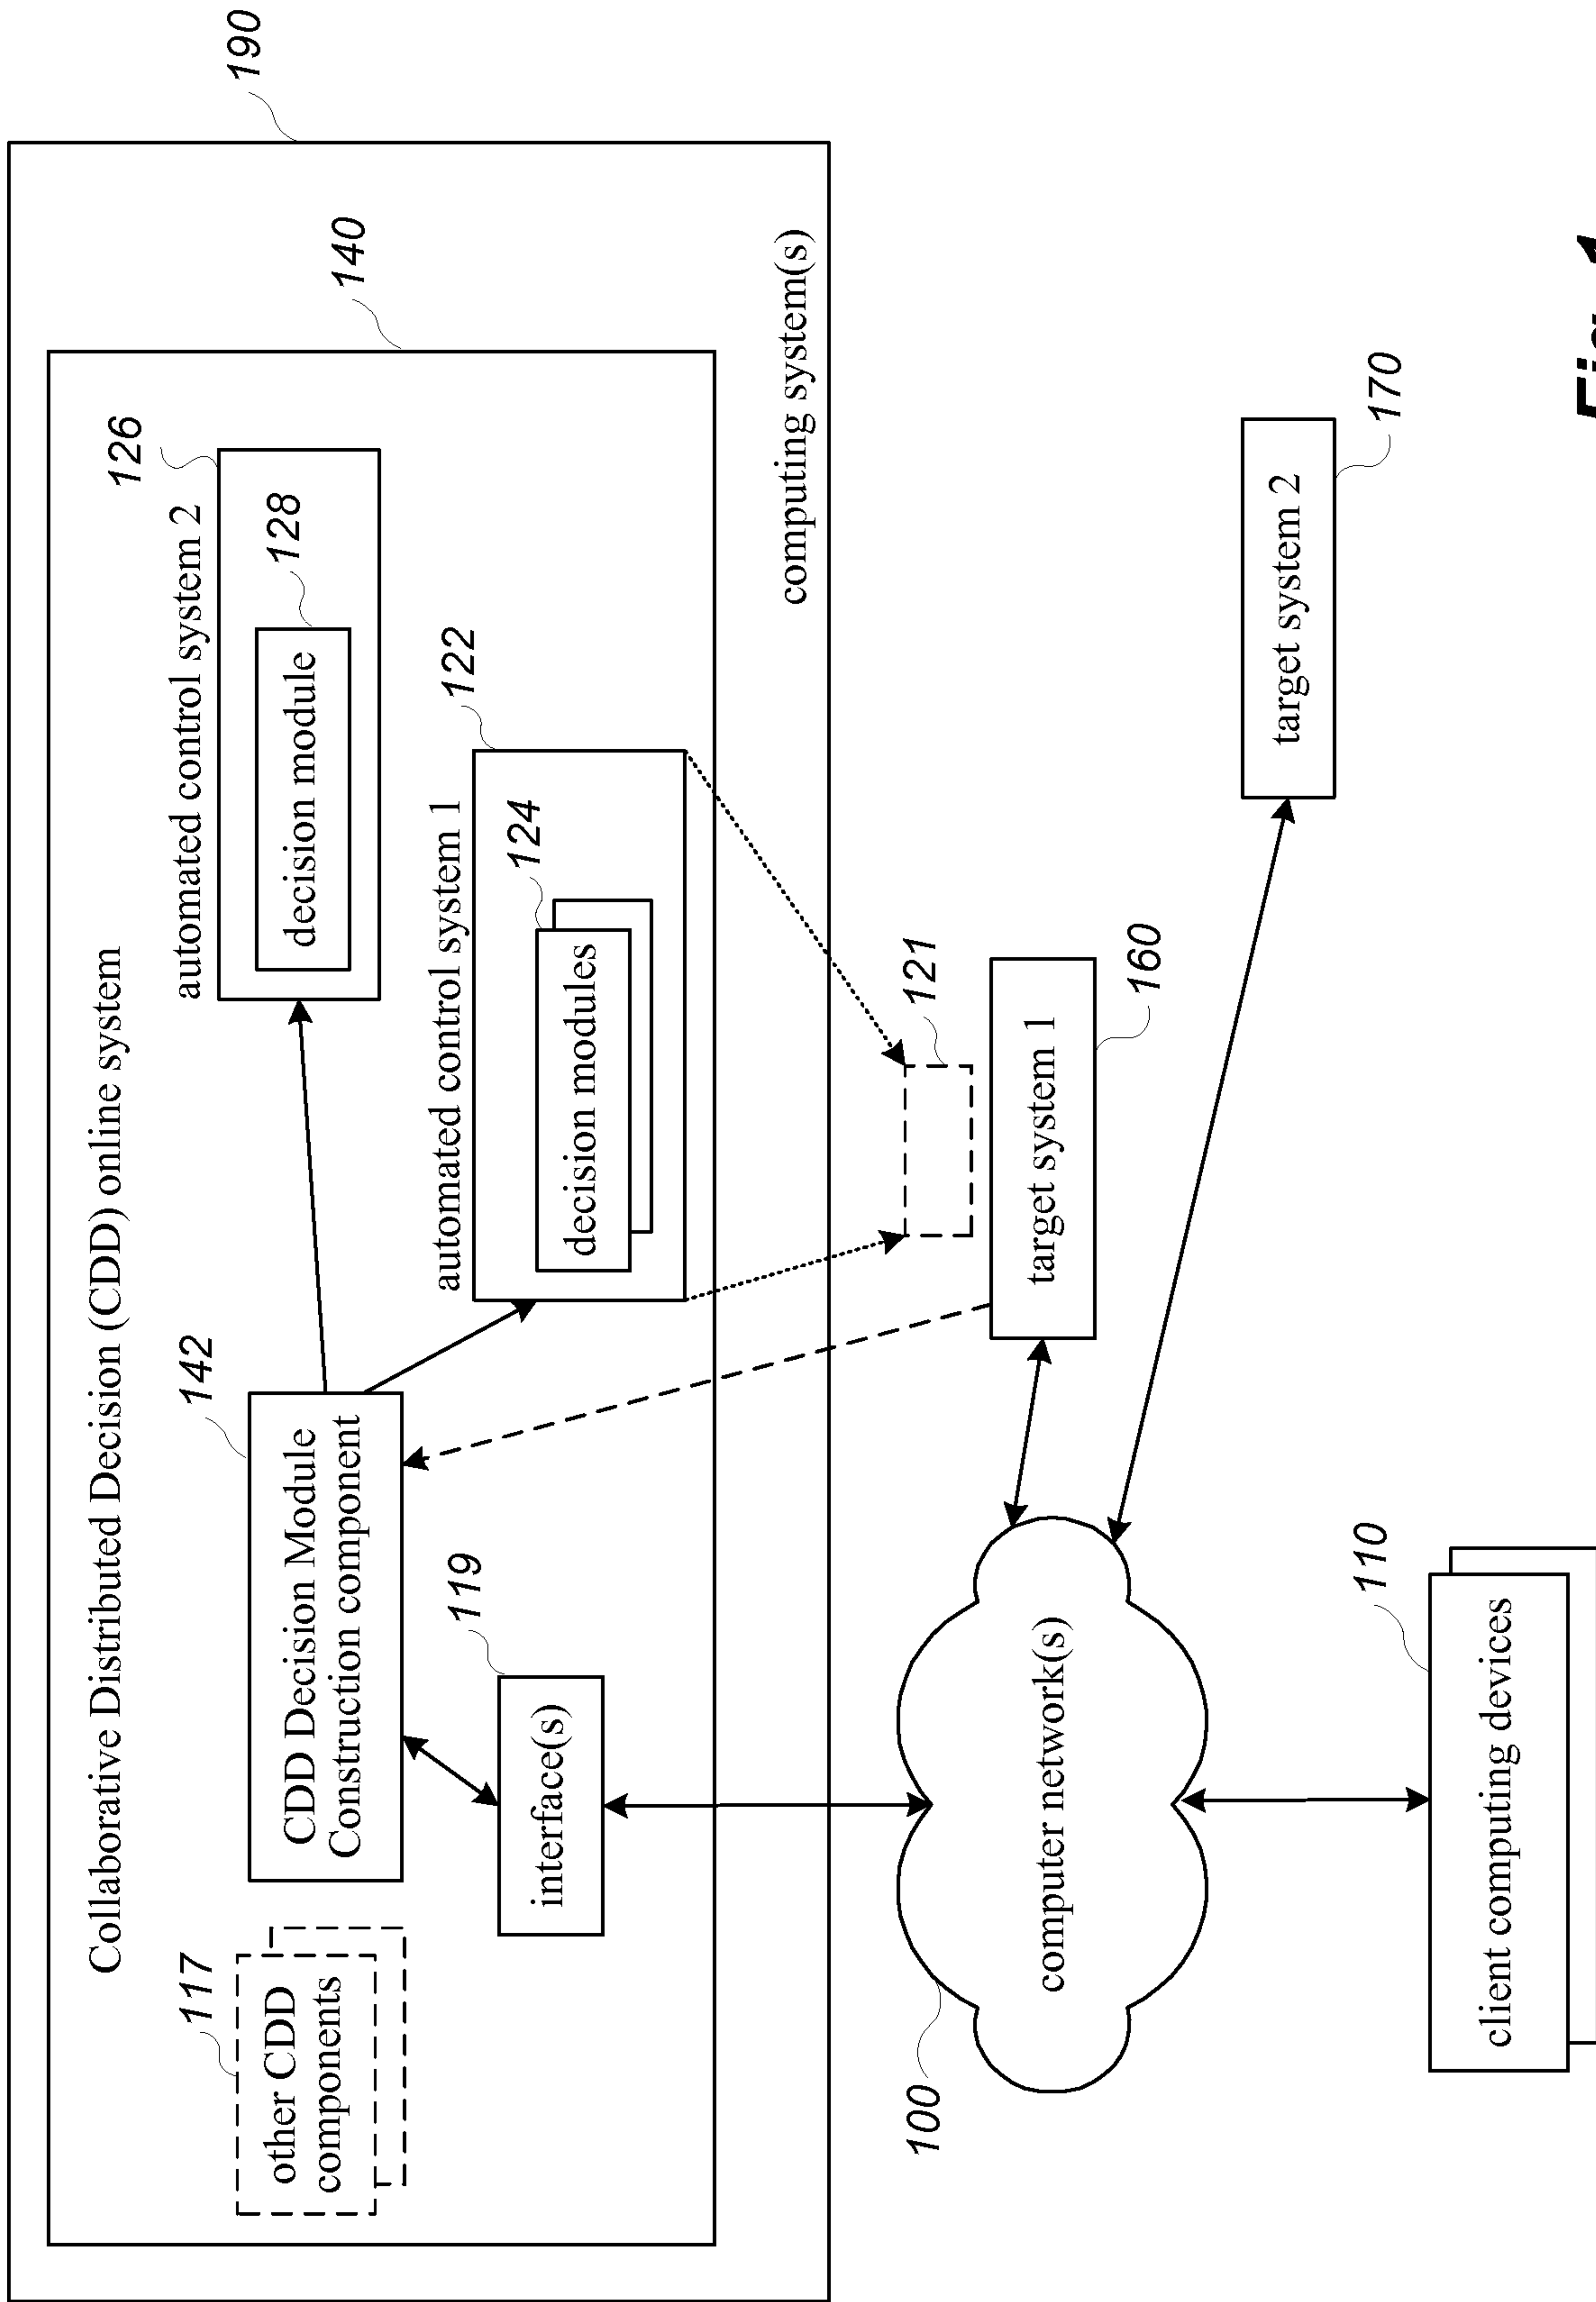 190
140
Collaborative Distributed Decision (CDD) online system
126
automated control system 2
128
decision module
117
other CDD
components
142
CDD Decision Module
Construction component
122
automated control system 1
124
decision modules
119
interface(s)
computing system(s)
121
100
computer network(s)
target system 1
160
target system 2
170
110
client computing devices